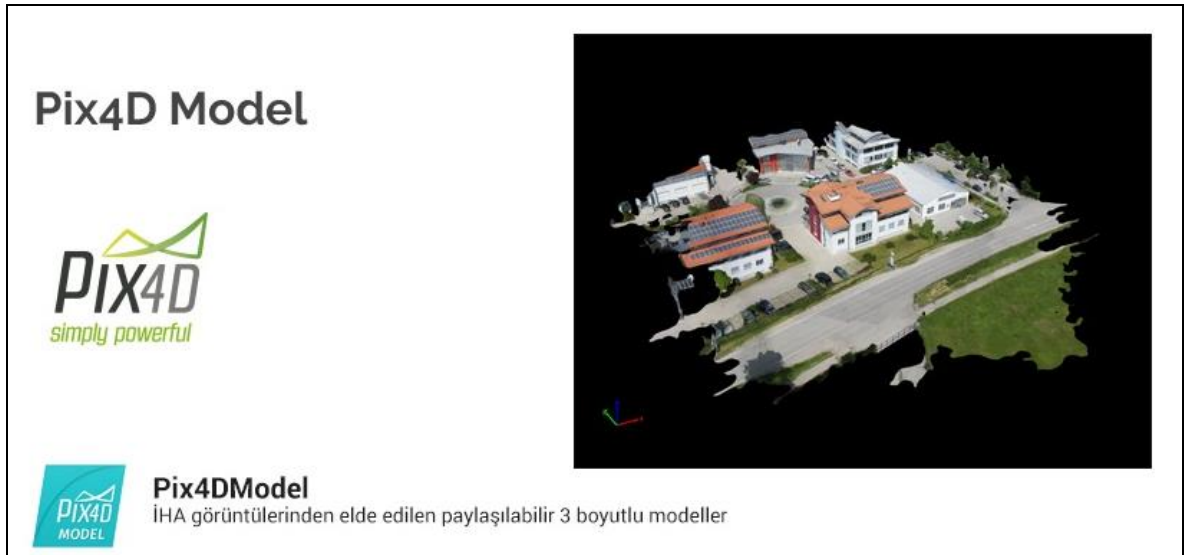 Pix4D Model
PIX4D
simply powerful
PIX4D
MODEL
Pix4DModel
İHA görüntülerinden elde edilen paylaşılabilir 3 boyutlu modeller